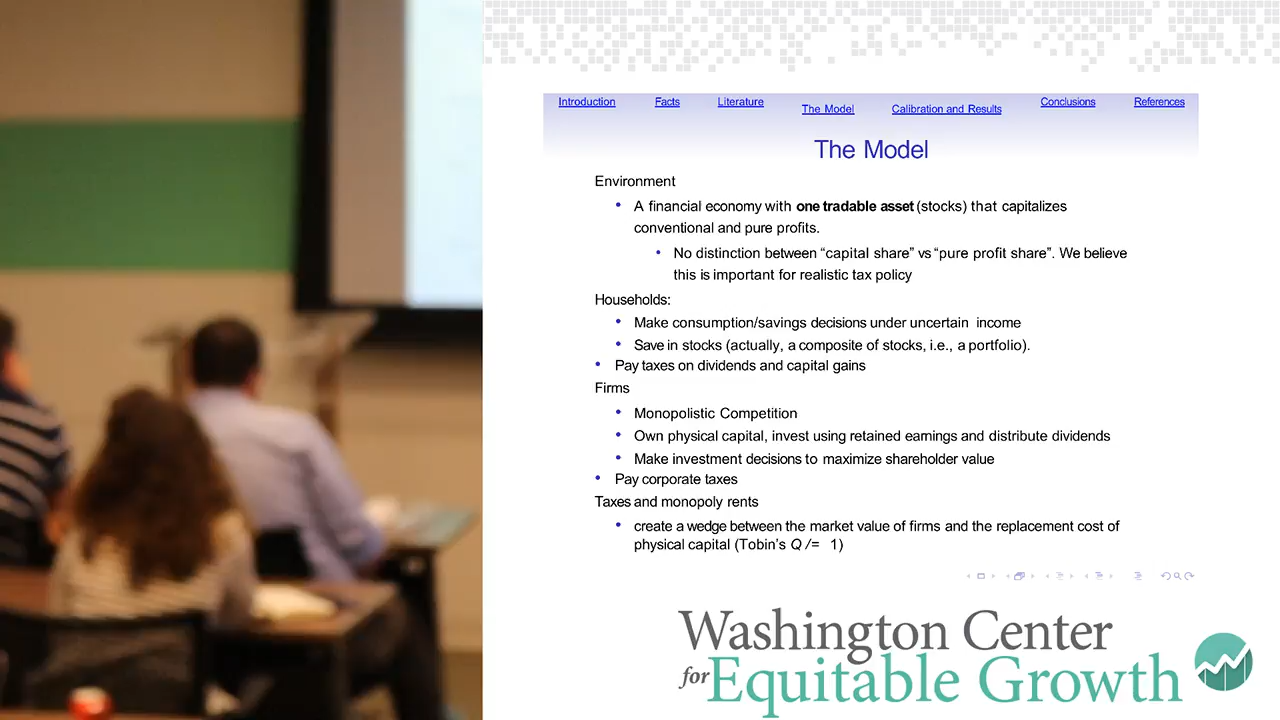 Introduction Facts Literature The Model Calibration and Results Conclusions References
The Model
Environment
• A financial economy with one tradable asset (stocks) that capitalizes
conventional and pure profits.
• No distinction between “capital share” vs “pure profit share”. We believe
this is important for realistic tax policy
Households:
• Make consumption/savings decisions under uncertain income
• Save in stocks (actually, a composite of stocks, i.e., a portfolio).
• Pay taxes on dividends and capital gains
Firms
• Monopolistic Competition
• Own physical capital, invest using retained earnings and distribute dividends
• Make investment decisions to maximize shareholder value
• Pay corporate taxes
Taxes and monopoly rents
• create a wedge between the market value of firms and the replacement cost of
physical capital (Tobin’s Q /= 1)
Washington Center
for Equitable Growth